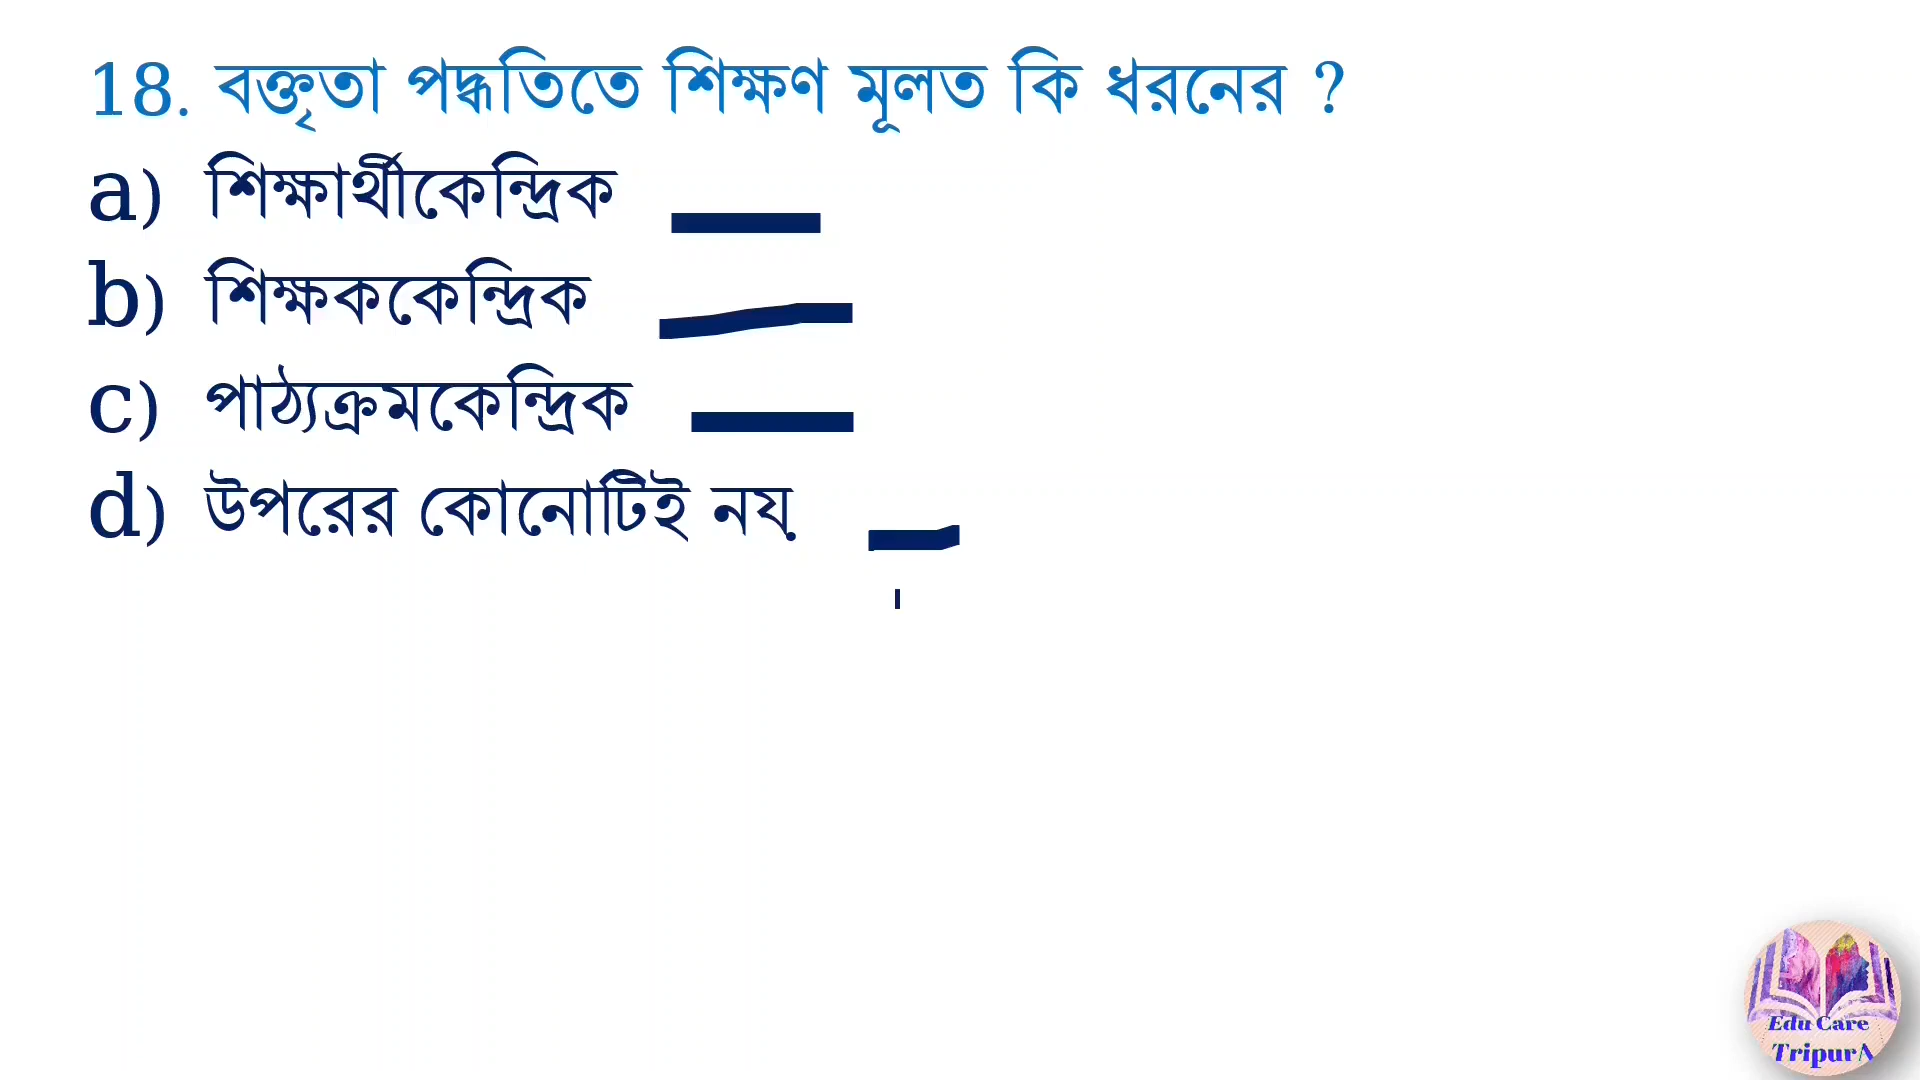 18. বক্তৃতা পদ্ধতিতে শিক্ষণ মূলত কি ধরনের ?
a) শিক্ষার্থীকেন্দ্রিক
b) শিক্ষককেন্দ্রিক
c) পাঠ্যক্রমকেন্দ্রিক
d) উপরের কোনোটিই নয়
Edu Care
TripurA